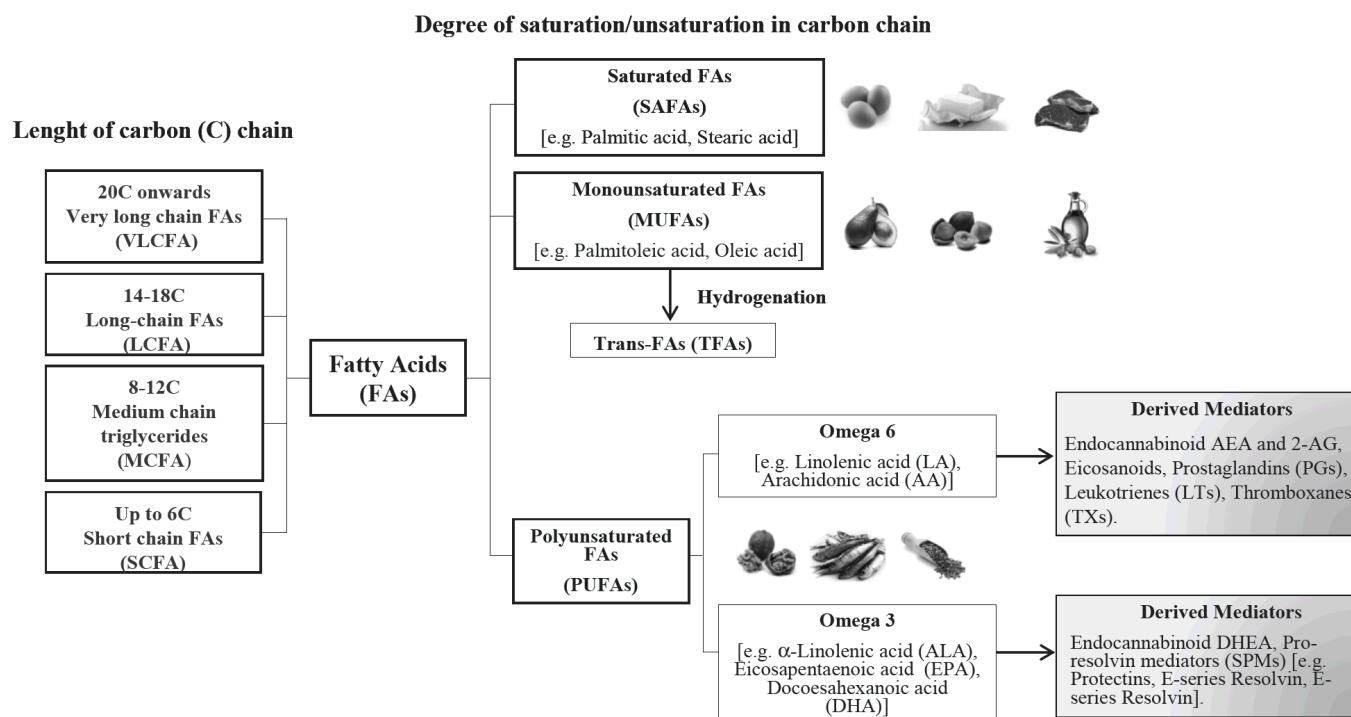 Degree of saturation/unsaturation in carbon chain
Lenght of carbon (C) chain
20C onwards
Very long chain FAs
(VLCFA)
14-18C
Long-chain FAs
(LCFA)
8-12C
Medium chain
triglycerides
(MCFA)
Up to 6C
Short chain FAs
(SCFA)
Fatty Acids
(FAs)
Saturated FAs
(SAFAs)
[e.g. Palmitic acid, Stearic acid]
Monounsaturated FAs
(MUFAs)
[e.g. Palmitoleic acid, Oleic acid]
Hydrogenation
Trans-FAs (TFAs)
Polyunsaturated
FAs
(PUFAs)
Omega 6
[e.g. Linolenic acid (LA),
Arachidonic acid (AA)]
Derived Mediators
Endocannabinoid AEA and 2-AG,
Eicosanoids, Prostaglandins (PGs),
Leukotrienes (LTs), Thromboxanes
(TXs).
Omega 3
[e.g. α-Linolenic acid (ALA),
Eicosapentaenoic acid (EPA),
Docoesahexanoic acid
(DHA)]
Derived Mediators
Endocannabinoid DHEA, Pro-
resolvin mediators (SPMs) [e.g.
Protectins, E-series Resolvin, E-
series Resolvin].